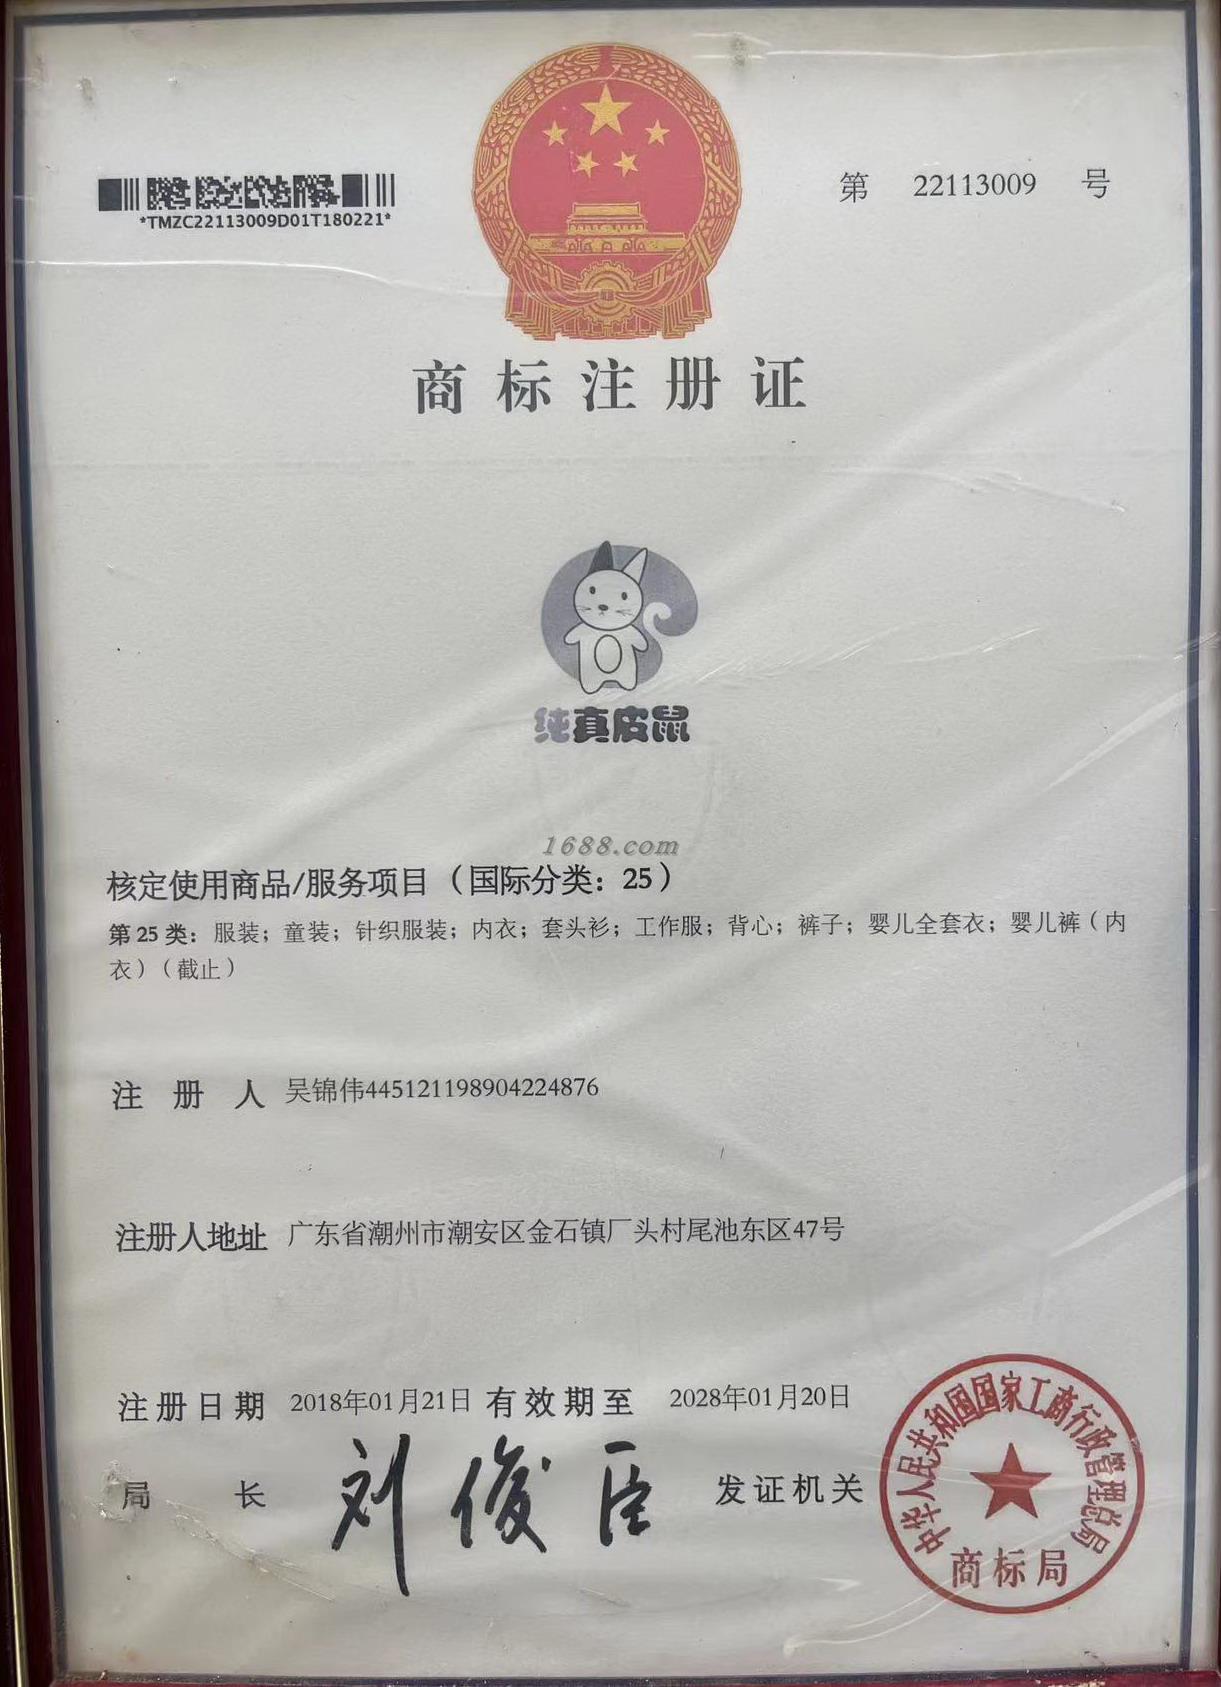 *TMZC22113009D01T180221*
第 22113009 号
商标注册证
纯真皮鼠
1688.com
核定使用商品/服务项目（国际分类：25）
第25类：服装；童装；针织服装；内衣；套头衫；工作服；背心；裤子；婴儿全套衣；婴儿裤（内
衣）（截止）
注册人 吴锦伟445121198904224876
注册人地址 广东省潮州市潮安区金石镇厂头村尾池东区47号
注册日期 2018年01月21日 有效期至 2028年01月20日
局长 刘俊臣 发证机关
中华人民共和国国家工商行政管理总局
商标局